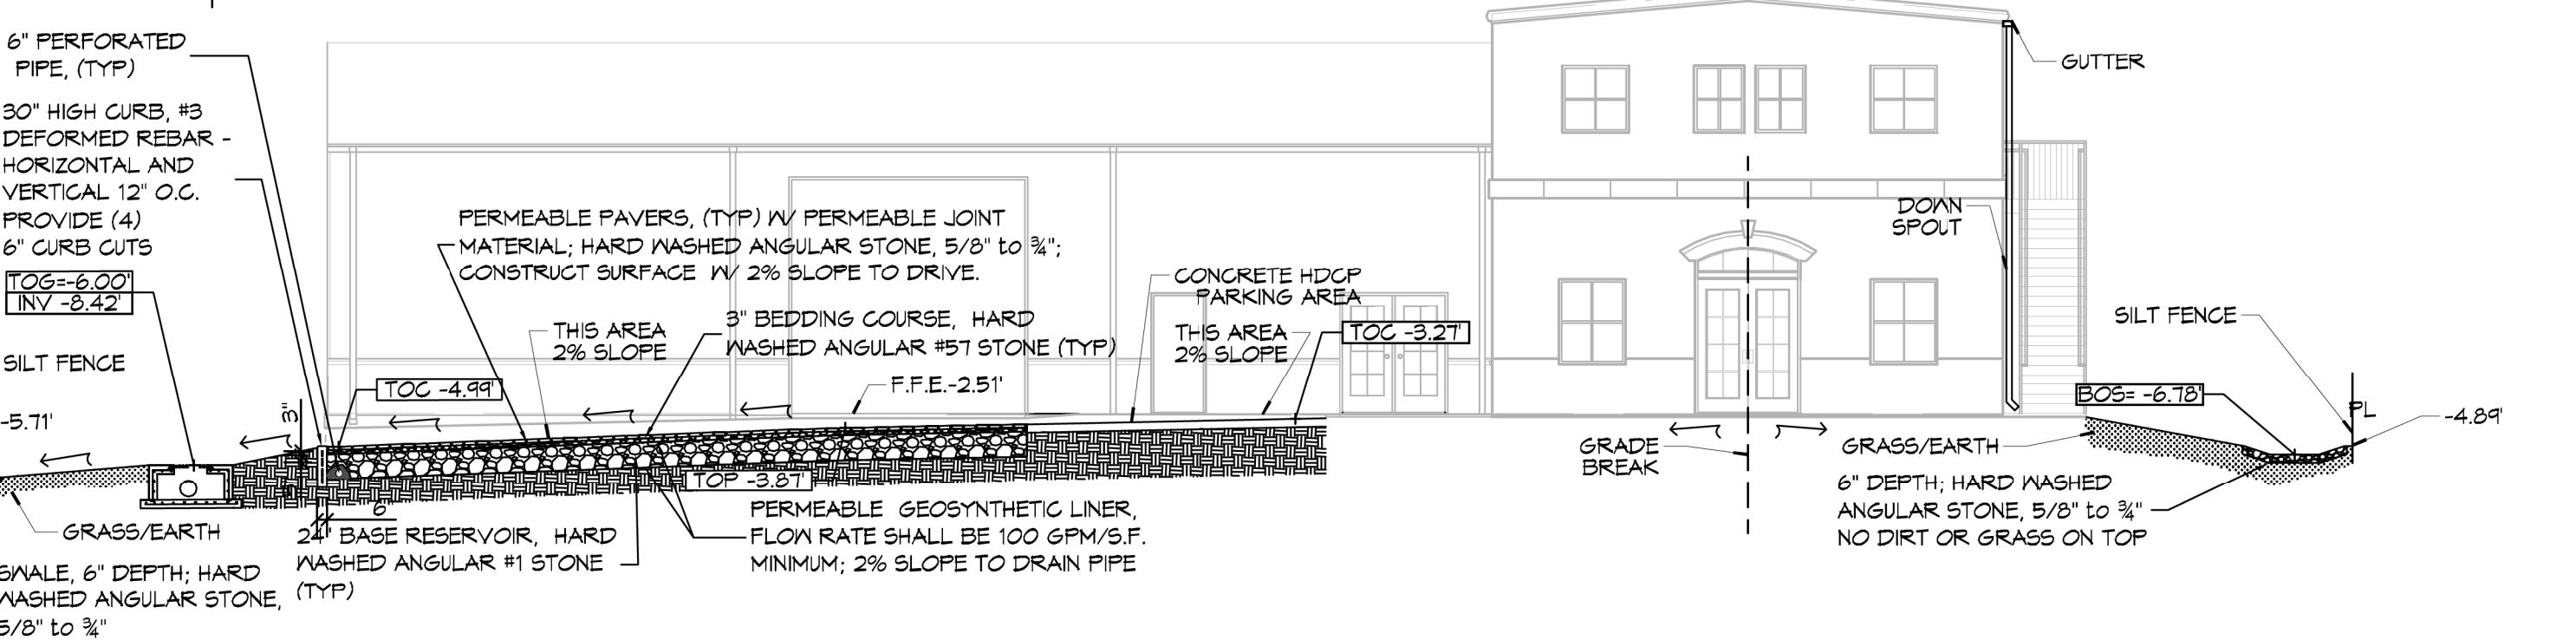 6" PERFORATED
PIPE, (TYP)
30" HIGH CURB, #3
DEFORMED REBAR -
HORIZONTAL AND
VERTICAL 12" O.C.
PROVIDE (4)
6" CURB CUTS
TOG=-6.00'
INV -8.42'
SILT FENCE
-5.71'
GRASS/EARTH
SWALE, 6" DEPTH; HARD
WASHED ANGULAR STONE,
5/8" to ¾"
3"
6"
TOC -4.99'
24" BASE RESERVOIR, HARD
WASHED ANGULAR #1 STONE
(TYP)
PERMEABLE PAVERS, (TYP) W/ PERMEABLE JOINT
MATERIAL; HARD WASHED ANGULAR STONE, 5/8" to ¾";
CONSTRUCT SURFACE W/ 2% SLOPE TO DRIVE.
THIS AREA
2% SLOPE
3" BEDDING COURSE, HARD
WASHED ANGULAR #57 STONE (TYP)
F.F.E.-2.51'
TOP -3.87'
PERMEABLE GEOSYNTHETIC LINER,
FLOW RATE SHALL BE 100 GPM/S.F.
MINIMUM; 2% SLOPE TO DRAIN PIPE
CONCRETE HDCP
PARKING AREA
THIS AREA
2% SLOPE
TOC -3.27'
GRADE
BREAK
GUTTER
DOWN
SPOUT
SILT FENCE
BOS= -6.78'
PL
-4.89'
GRASS/EARTH
6" DEPTH; HARD WASHED
ANGULAR STONE, 5/8" to ¾"
NO DIRT OR GRASS ON TOP